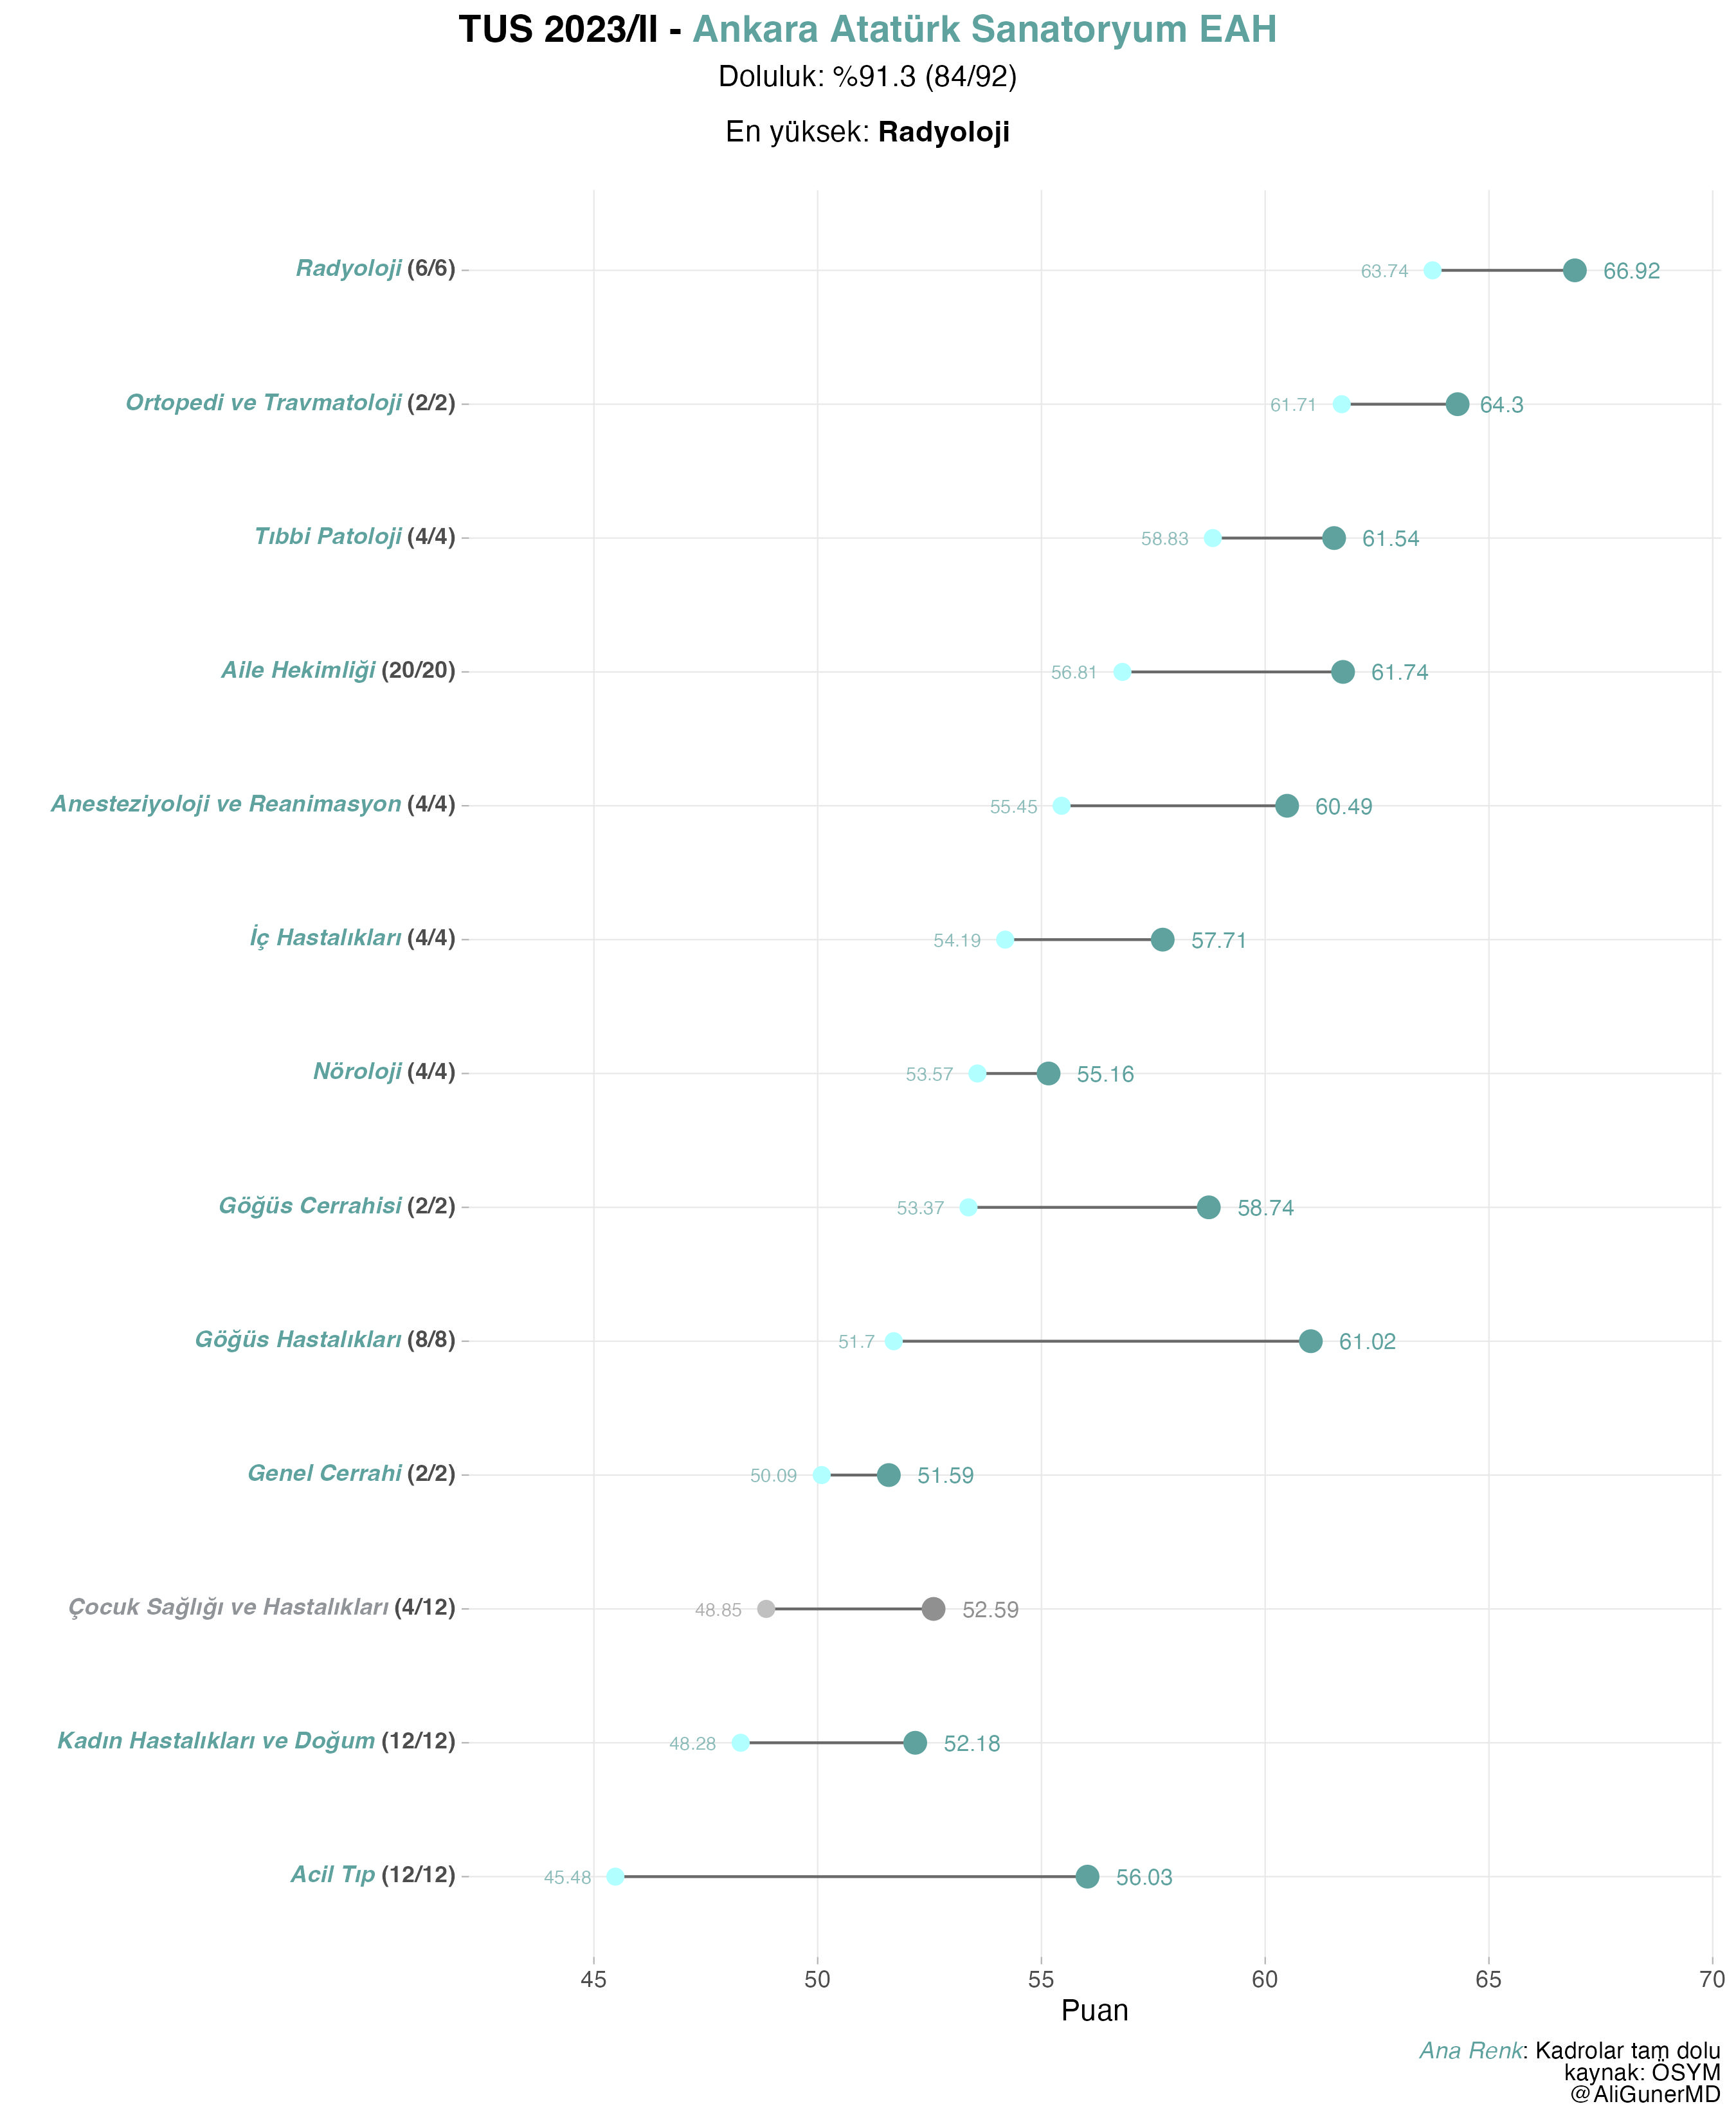 TUS 2023/II - Ankara Atatürk Sanatoryum EAH
Doluluk: %91.3 (84/92)
En yüksek: Radyoloji
Radyoloji (6/6) 63.74 66.92
Ortopedi ve Travmatoloji (2/2) 61.71 64.3
Tıbbi Patoloji (4/4) 58.83 61.54
Aile Hekimliği (20/20) 56.81 61.74
Anesteziyoloji ve Reanimasyon (4/4) 55.45 60.49
İç Hastalıkları (4/4) 54.19 57.71
Nöroloji (4/4) 53.57 55.16
Göğüs Cerrahisi (2/2) 53.37 58.74
Göğüs Hastalıkları (8/8) 51.7 61.02
Genel Cerrahi (2/2) 50.09 51.59
Çocuk Sağlığı ve Hastalıkları (4/12) 48.85 52.59
Kadın Hastalıkları ve Doğum (12/12) 48.28 52.18
Acil Tıp (12/12) 45.48 56.03
45 50 55 60 65 70
Puan
Ana Renk: Kadrolar tam dolu
kaynak: ÖSYM
@AliGunerMD